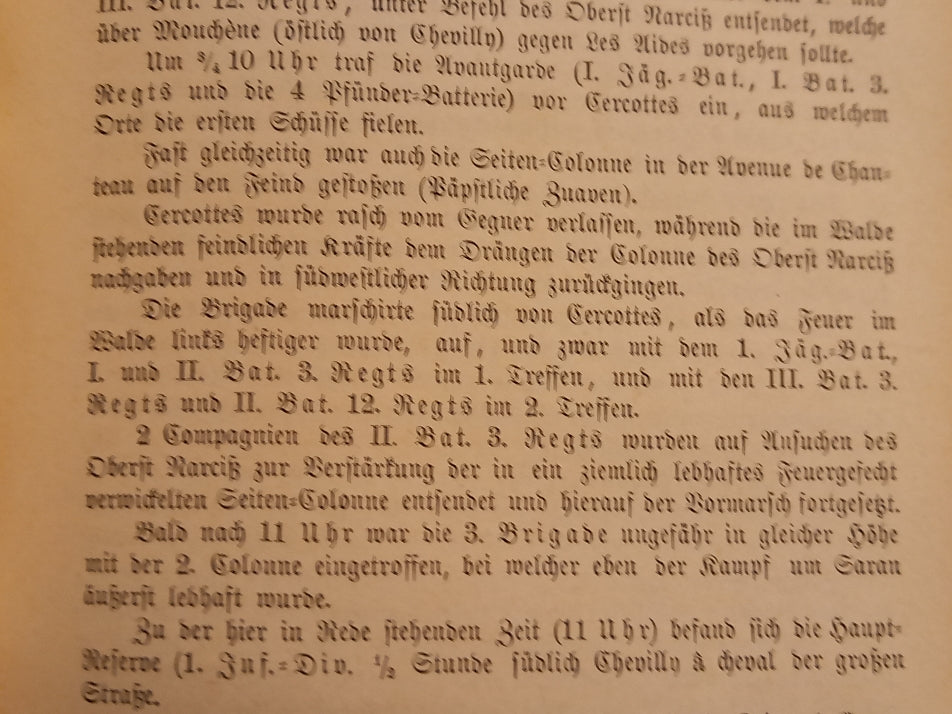 III. Bat. 12. Regts, unter Befehl des Oberst Narciß entsendet, welche
über Mouchène (östlich von Chevilly) gegen Les Aides vorgehen sollte.
Um ¾ 10 Uhr traf die Avantgarde (I. Jäg.-Bat., I. Bat. 3.
Regts und die 4 Pfünder-Batterie) vor Cercottes ein, aus welchem
Orte die ersten Schüsse fielen.
Fast gleichzeitig war auch die Seiten-Colonne in der Avenue de Chan-
teau auf den Feind gestoßen (Päpstliche Zuaven).
Cercottes wurde rasch vom Gegner verlassen, während die im Walde
stehenden feindlichen Kräfte dem Drängen der Colonne des Oberst Narciß
nachgaben und in südwestlicher Richtung zurückgingen.
Die Brigade marschirte südlich von Cercottes, als das Feuer im
Walde links heftiger wurde, auf, und zwar mit dem 1. Jäg.-Bat.,
I. und II. Bat. 3. Regts im 1. Treffen, und mit den III. Bat. 3.
Regts und II. Bat. 12. Regts im 2. Treffen.
2 Compagnien des II. Bat. 3. Regts wurden auf Ansuchen des
Oberst Narciß zur Verstärkung der in ein ziemlich lebhaftes Feuergefecht
verwickelten Seiten-Colonne entsendet und hierauf der Vormarsch fortgesetzt.
Bald nach 11 Uhr war die 3. Brigade ungefähr in gleicher Höhe
mit der 2. Colonne eingetroffen, bei welcher eben der Kampf um Saran
äußerst lebhaft wurde.
Zu der hier in Rede stehenden Zeit (11 Uhr) befand sich die Haupt-
Reserve (1. Inf.-Div. ½ Stunde südlich Chevilly à cheval der großen
Straße.